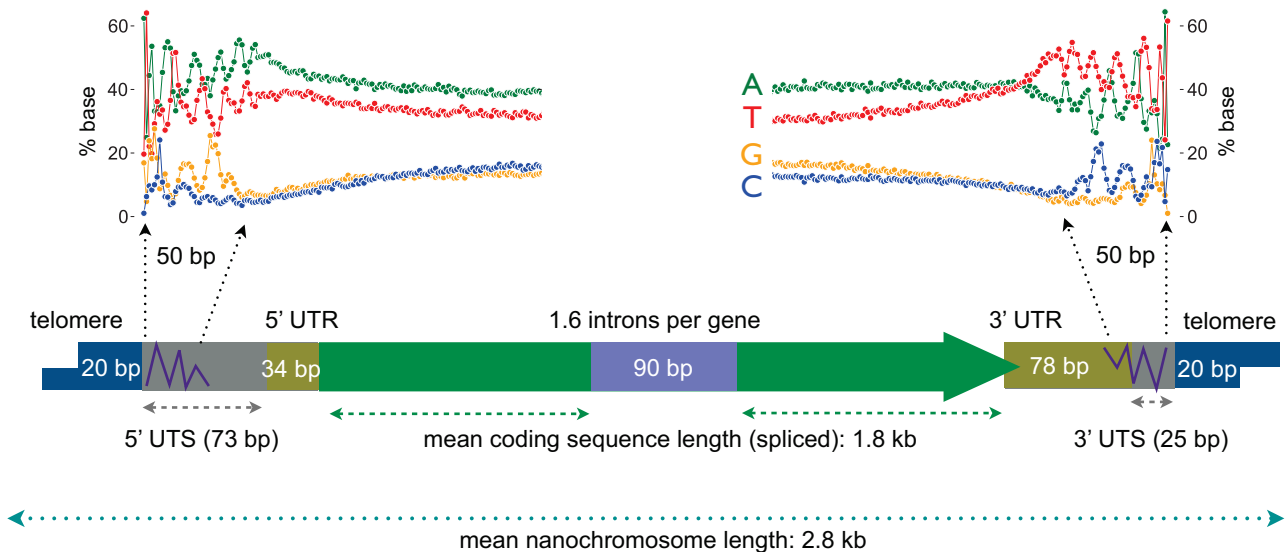 60
40
20
0
% base
A
T
G
C
60
40
20
0
% base
50 bp
50 bp
telomere
5’ UTR
1.6 introns per gene
3’ UTR
telomere
20 bp
34 bp
90 bp
78 bp
20 bp
5’ UTS (73 bp)
mean coding sequence length (spliced): 1.8 kb
3’ UTS (25 bp)
mean nanochromosome length: 2.8 kb